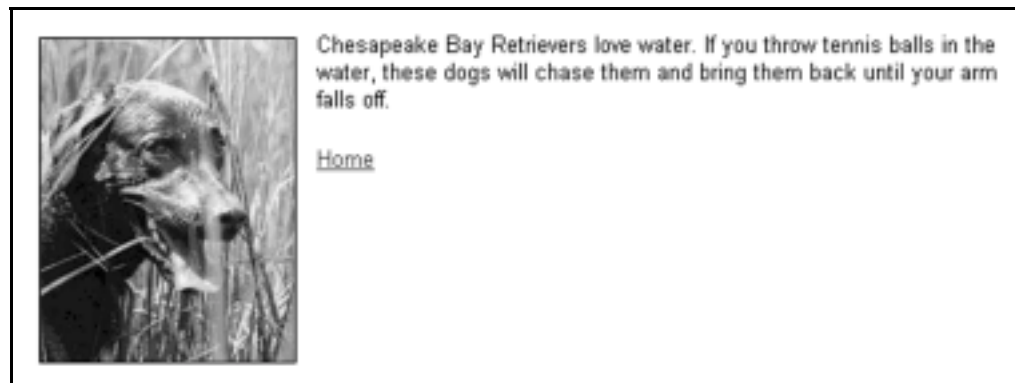 Chesapeake Bay Retrievers love water. If you throw tennis balls in the
water, these dogs will chase them and bring them back until your arm
falls off.
Home